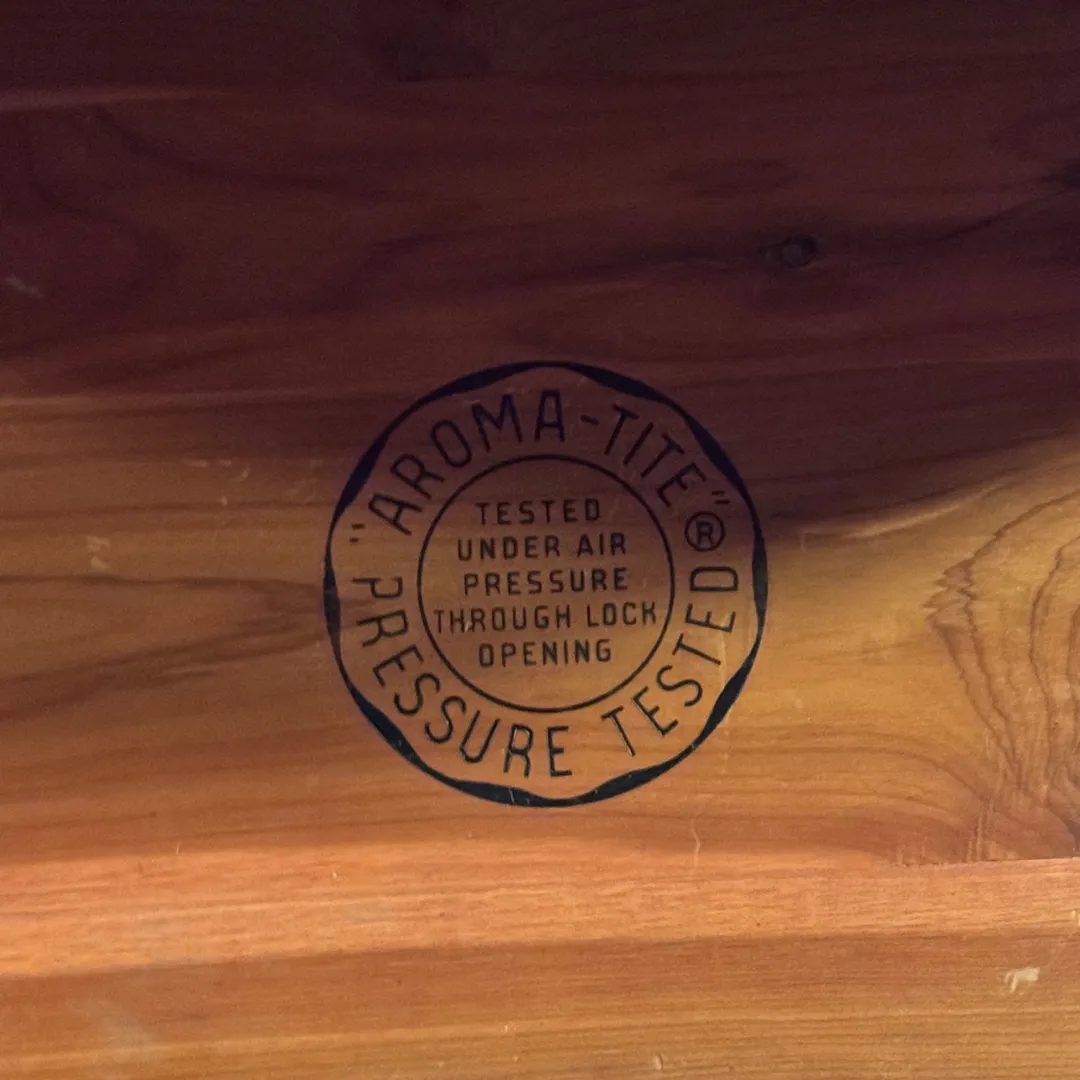 "AROMA-TITE"®
TESTED
UNDER AIR
PRESSURE
THROUGH LOCK
OPENING
PRESSURE TESTED